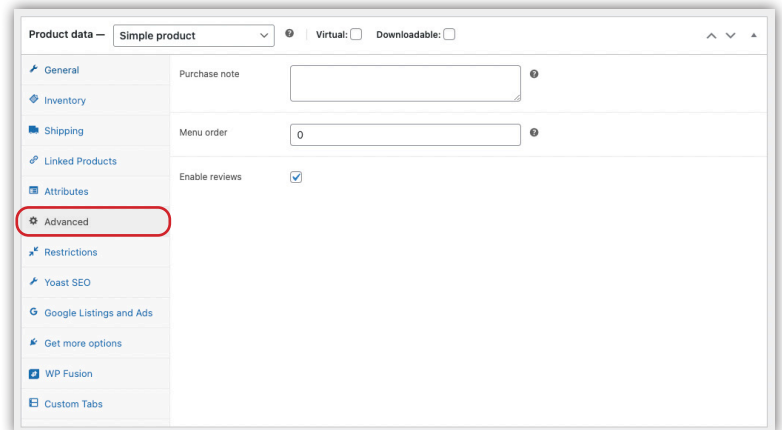 Product data — Simple product Virtual: Downloadable:
General
Inventory
Shipping
Linked Products
Attributes
Advanced
Restrictions
Yoast SEO
Google Listings and Ads
Get more options
WP Fusion
Custom Tabs
Purchase note
Menu order 0
Enable reviews